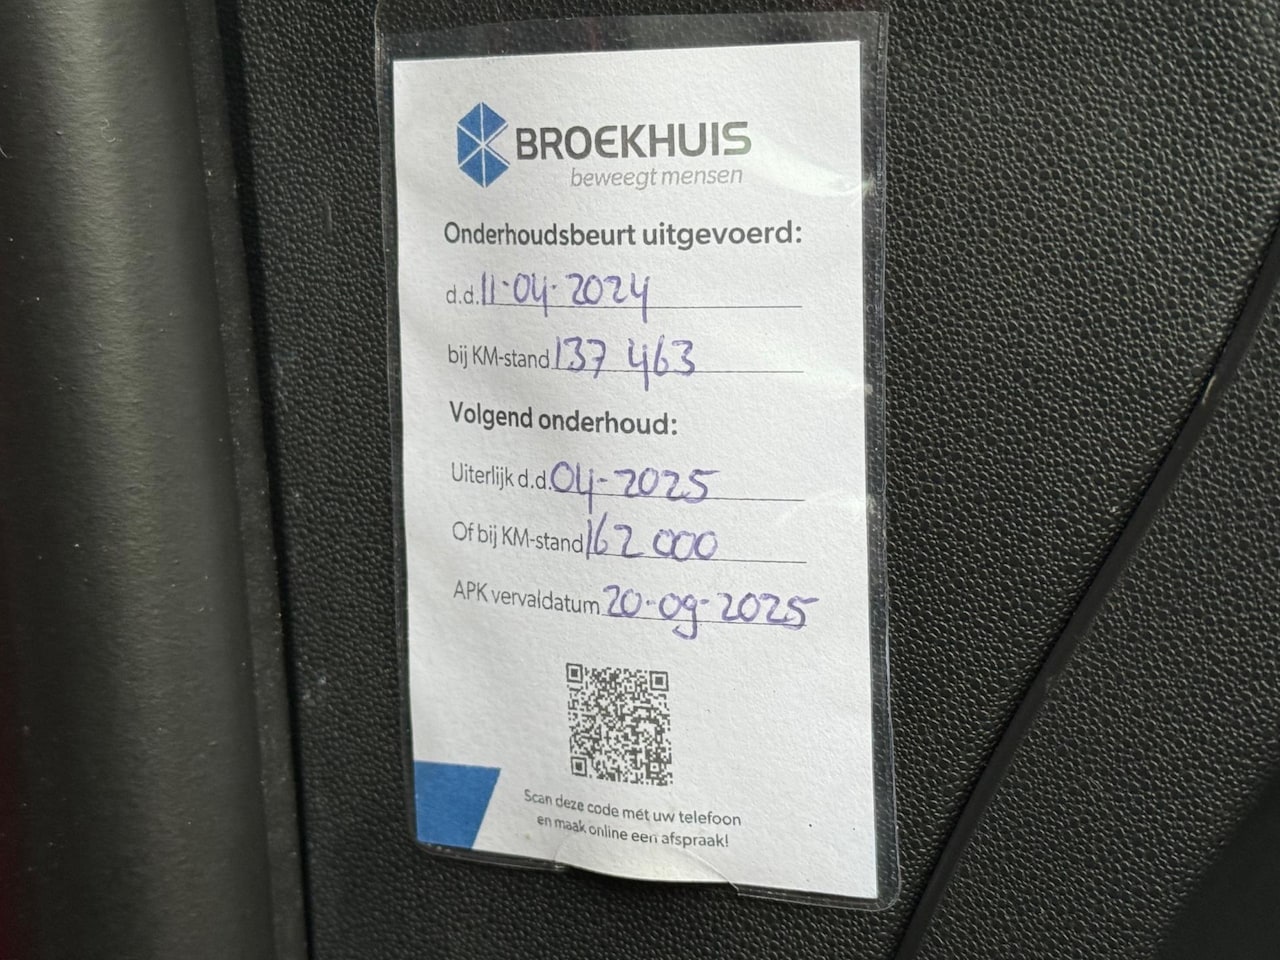 BROEKHUIS
beweegt mensen
Onderhoudsbeurt uitgevoerd:
d.d. 11-04-2024
bij KM-stand 137 463
Volgend onderhoud:
Uiterlijk d.d. 04-2025
Of bij KM-stand 162 000
APK vervaldatum 20-09-2025
Scan deze code met uw telefoon
en maak online een afspraak!